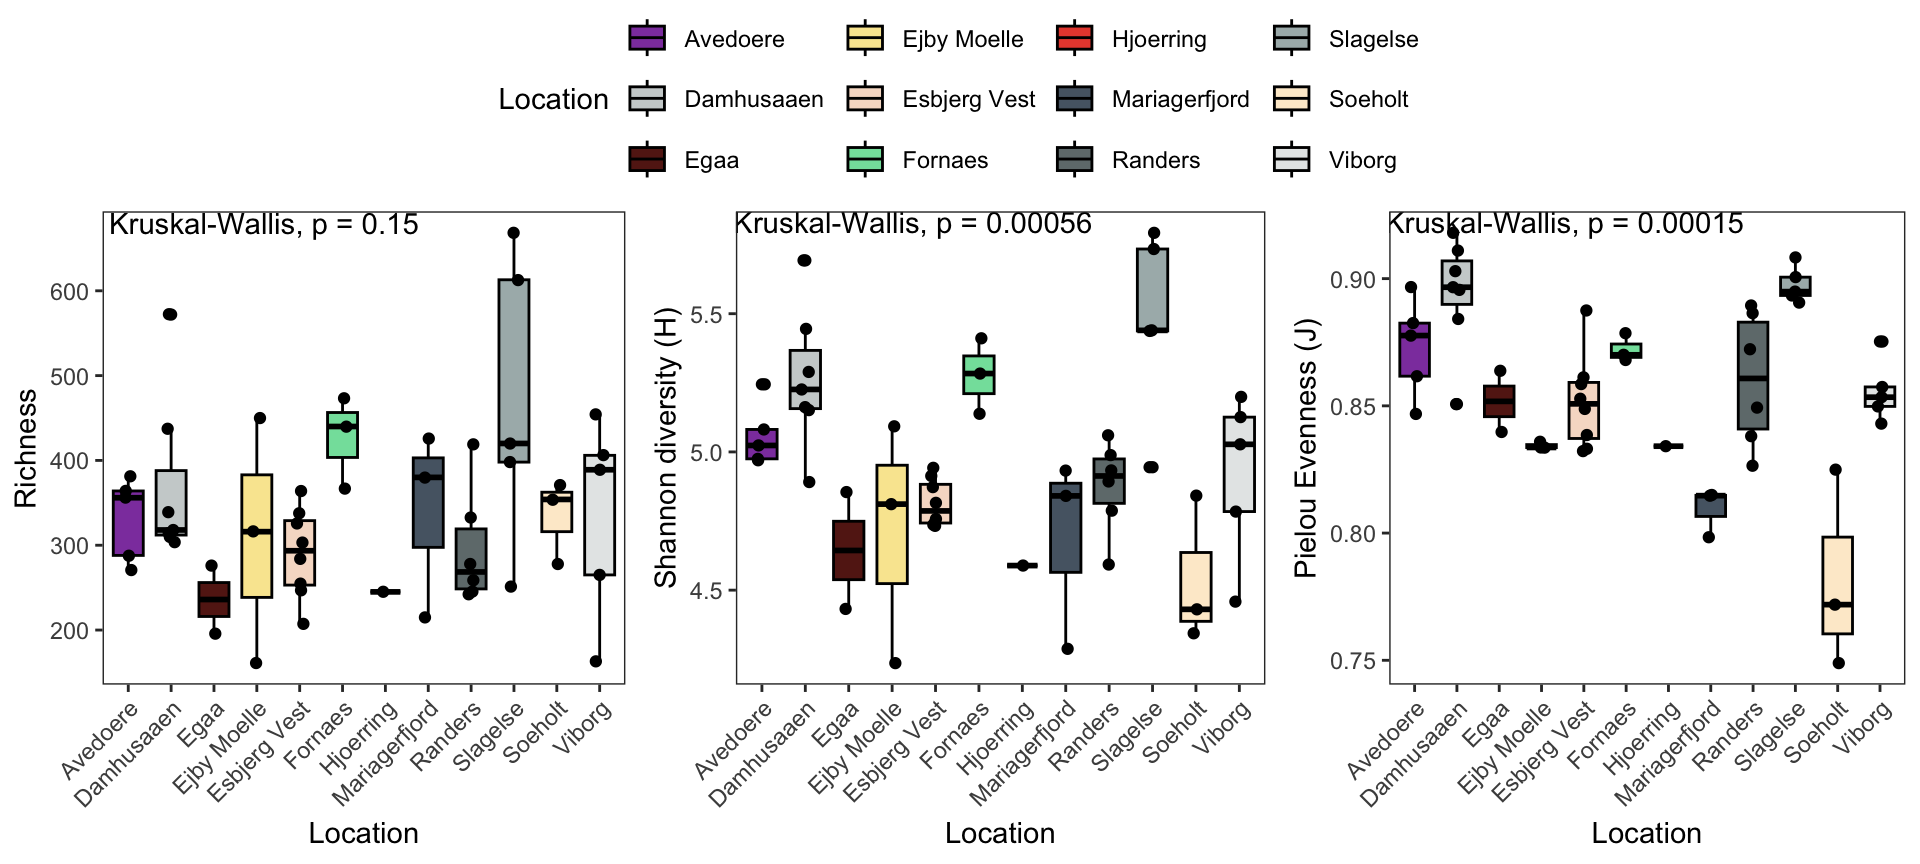 Location
Avedoere
Damhusaaen
Egaa
Ejby Moelle
Esbjerg Vest
Fornaes
Hjoerring
Mariagerfjord
Randers
Slagelse
Soeholt
Viborg
Kruskal-Wallis, p = 0.15
Richness
600
500
400
300
200
Avedoere
Damhusaaen
Egaa
Ejby Moelle
Esbjerg Vest
Fornaes
Hjoerring
Mariagerfjord
Randers
Slagelse
Soeholt
Viborg
Location
Kruskal-Wallis, p = 0.00056
Shannon diversity (H)
5.5
5.0
4.5
Avedoere
Damhusaaen
Egaa
Ejby Moelle
Esbjerg Vest
Fornaes
Hjoerring
Mariagerfjord
Randers
Slagelse
Soeholt
Viborg
Location
Kruskal-Wallis, p = 0.00015
Pielou Evenness (J)
0.90
0.85
0.80
0.75
Avedoere
Damhusaaen
Egaa
Ejby Moelle
Esbjerg Vest
Fornaes
Hjoerring
Mariagerfjord
Randers
Slagelse
Soeholt
Viborg
Location